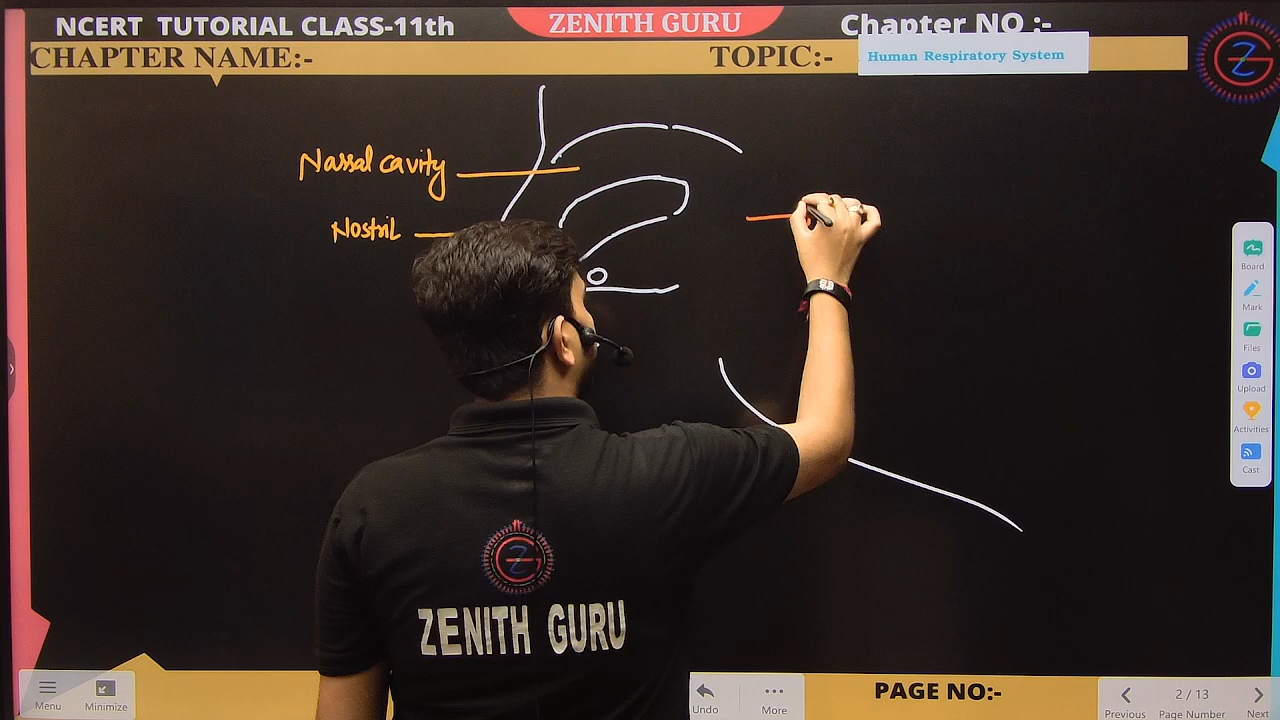 NCERT TUTORIAL CLASS-11th
ZENITH GURU
Chapter NO :-
CHAPTER NAME:-
TOPIC:-
Human Respiratory System
Nassal cavity
Nostril
Board
Mark
Files
Upload
Activities
Cast
ZENITH GURU
Menu
Minimize
Undo
More
PAGE NO:-
Previous
2 / 13
Page Number
Next